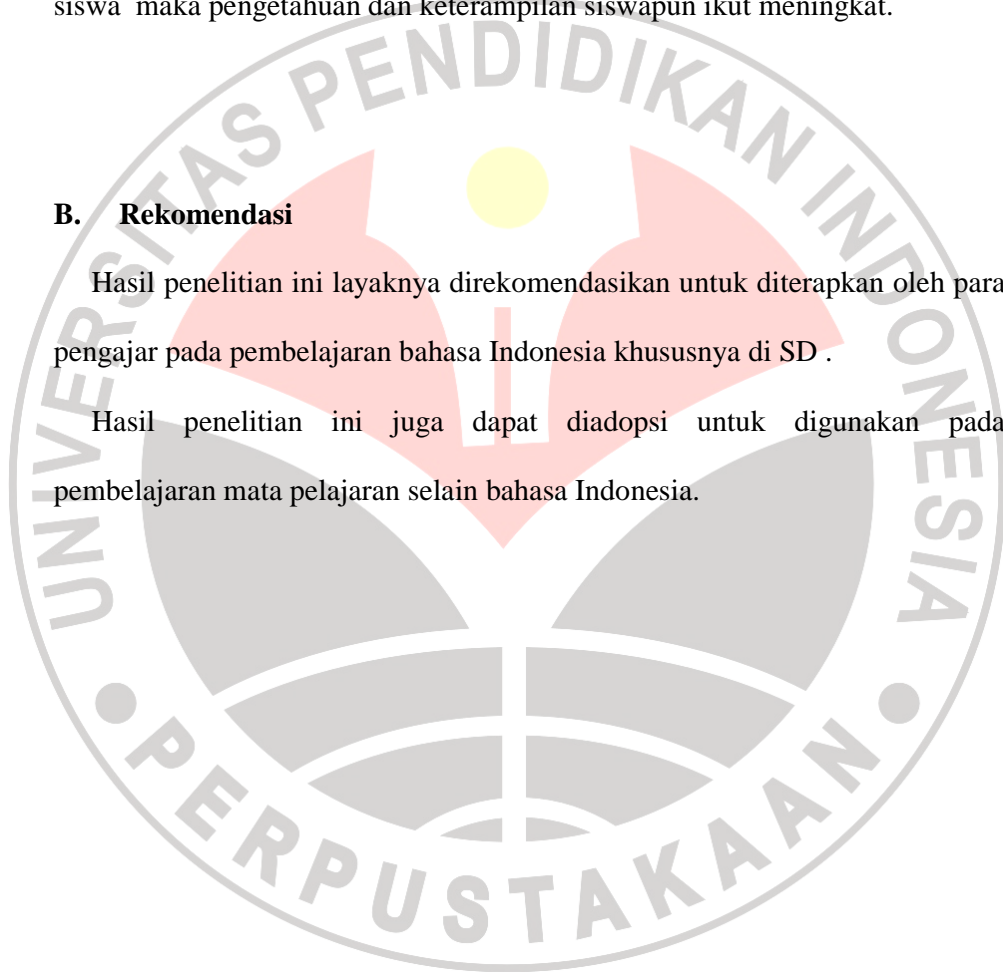 siswa maka pengetahuan dan keterampilan siswapun ikut meningkat.
UNIVERSITAS PENDIDIKAN INDONESIA
B. Rekomendasi
Hasil penelitian ini layaknya direkomendasikan untuk diterapkan oleh para
pengajar pada pembelajaran bahasa Indonesia khususnya di SD .
Hasil penelitian ini juga dapat diadopsi untuk digunakan pada
pembelajaran mata pelajaran selain bahasa Indonesia.
PERPUSTAKAAN